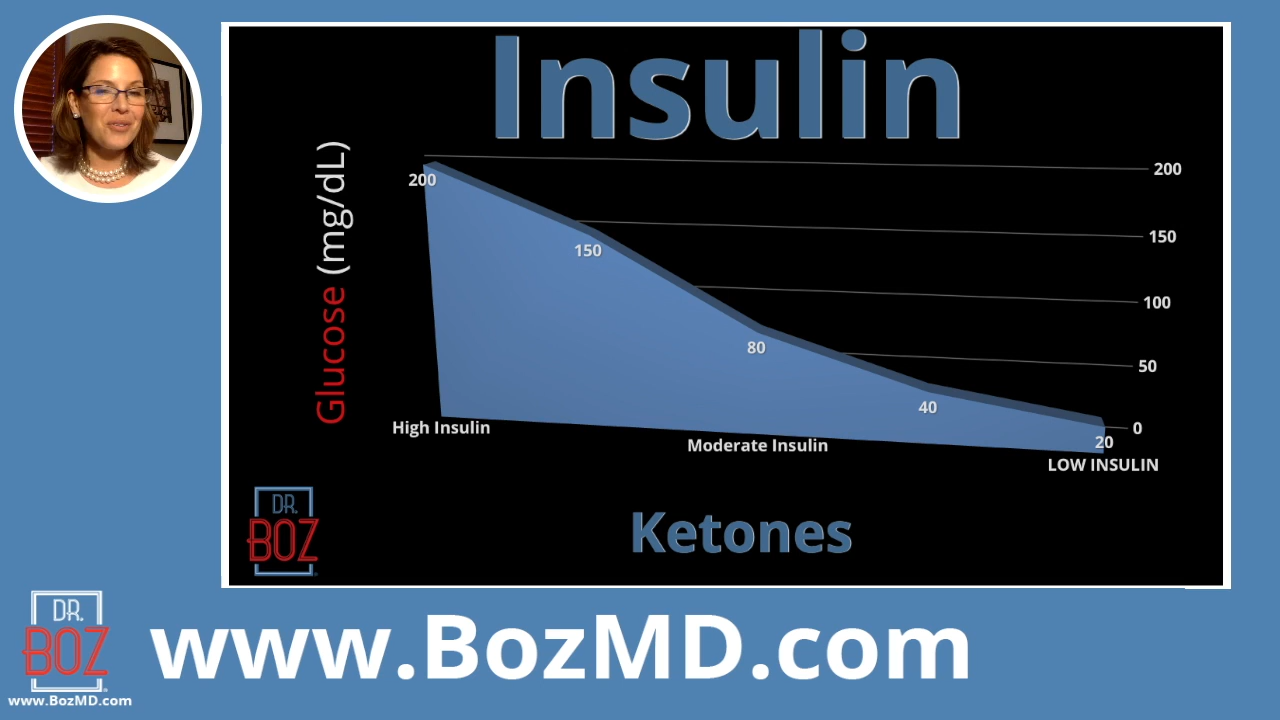 Insulin
Glucose (mg/dL)
200
150
100
50
0
200
150
80
40
20
High Insulin
Moderate Insulin
LOW INSULIN
Ketones
DR.
BOZ
DR.
BOZ
www.BozMD.com
www.BozMD.com